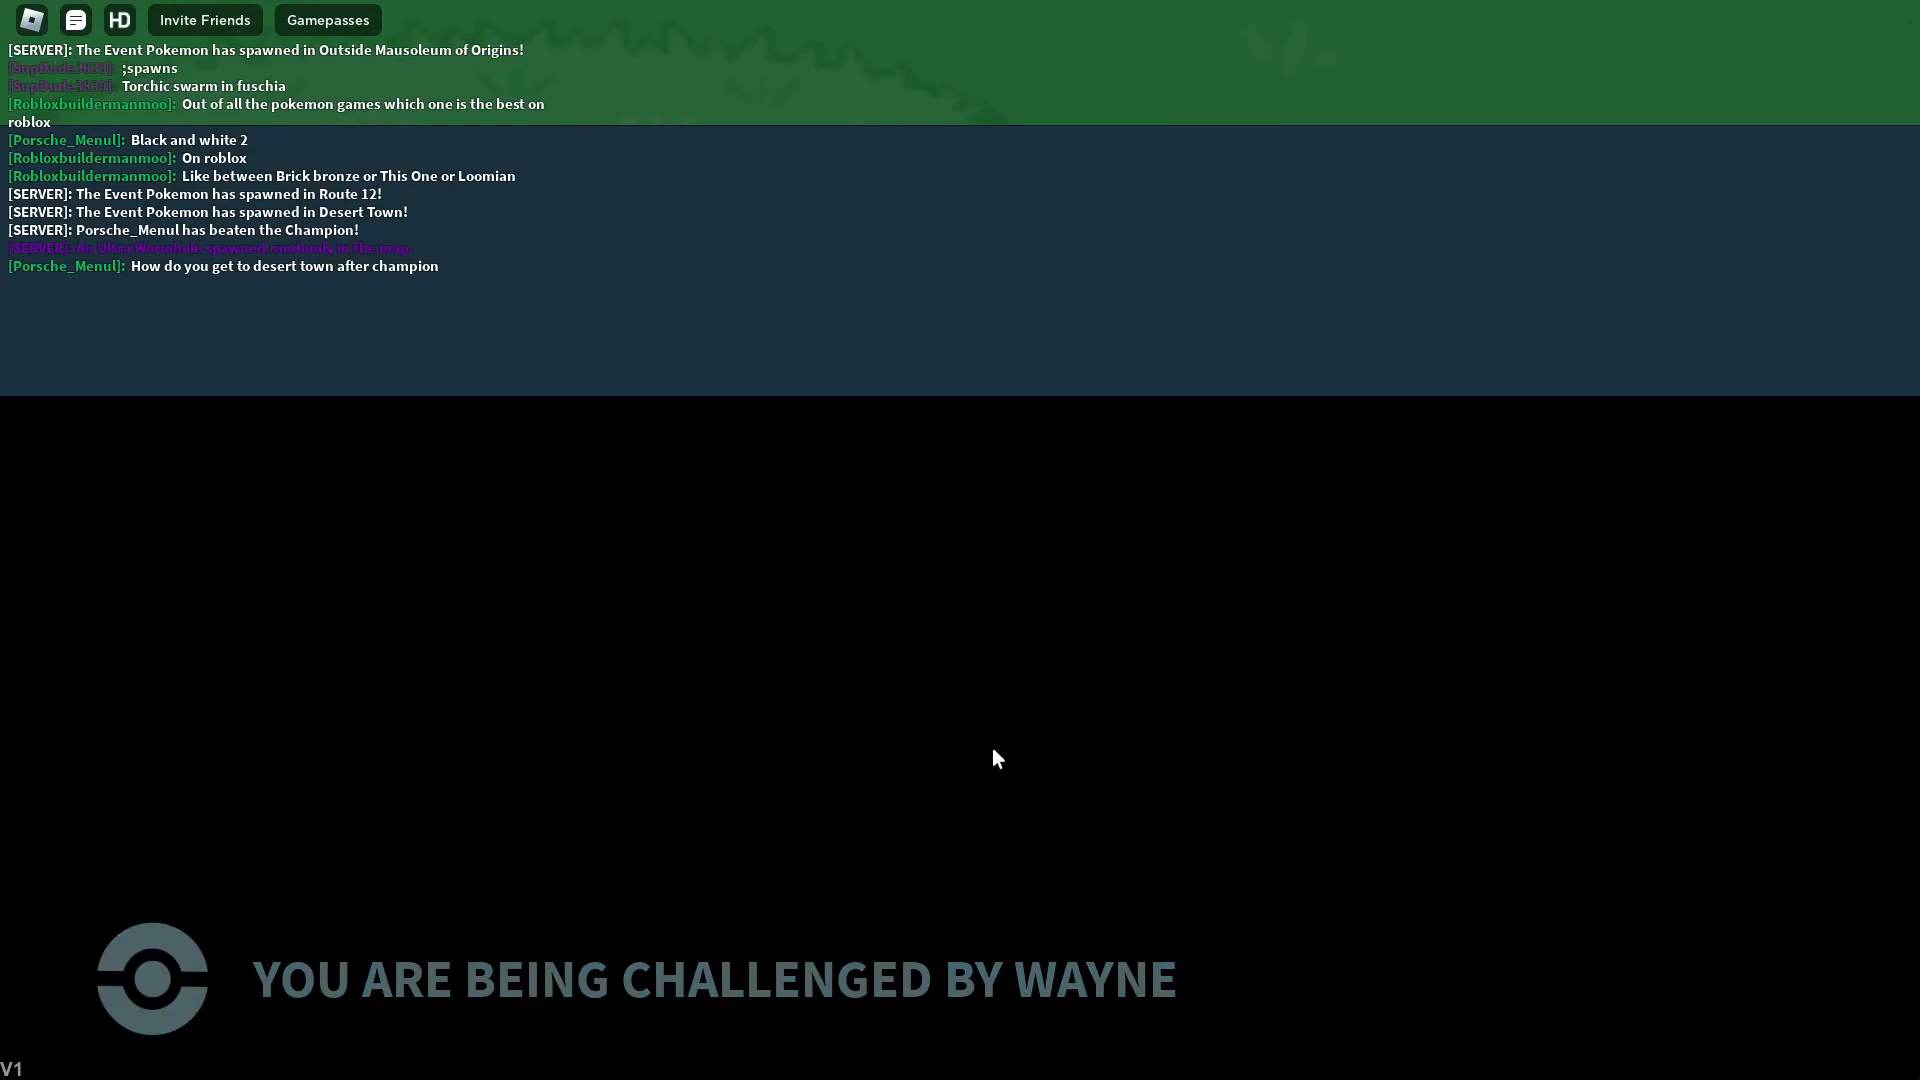 HD Invite Friends Gamepasses
[SERVER]: The Event Pokemon has spawned in Outside Mausoleum of Origins!
;spawns
Torchic swarm in fuschia
[Robloxbuildermanmoo]: Out of all the pokemon games which one is the best on
roblox
[Porsche_Menul]: Black and white 2
[Robloxbuildermanmoo]: On roblox
[Robloxbuildermanmoo]: Like between Brick bronze or This One or Loomian
[SERVER]: The Event Pokemon has spawned in Route 12!
[SERVER]: The Event Pokemon has spawned in Desert Town!
[SERVER]: Porsche_Menul has beaten the Champion!
[SERVER]: An Ultra Wormhole spawned randomly in the map
[Porsche_Menul]: How do you get to desert town after champion
YOU ARE BEING CHALLENGED BY WAYNE
V1